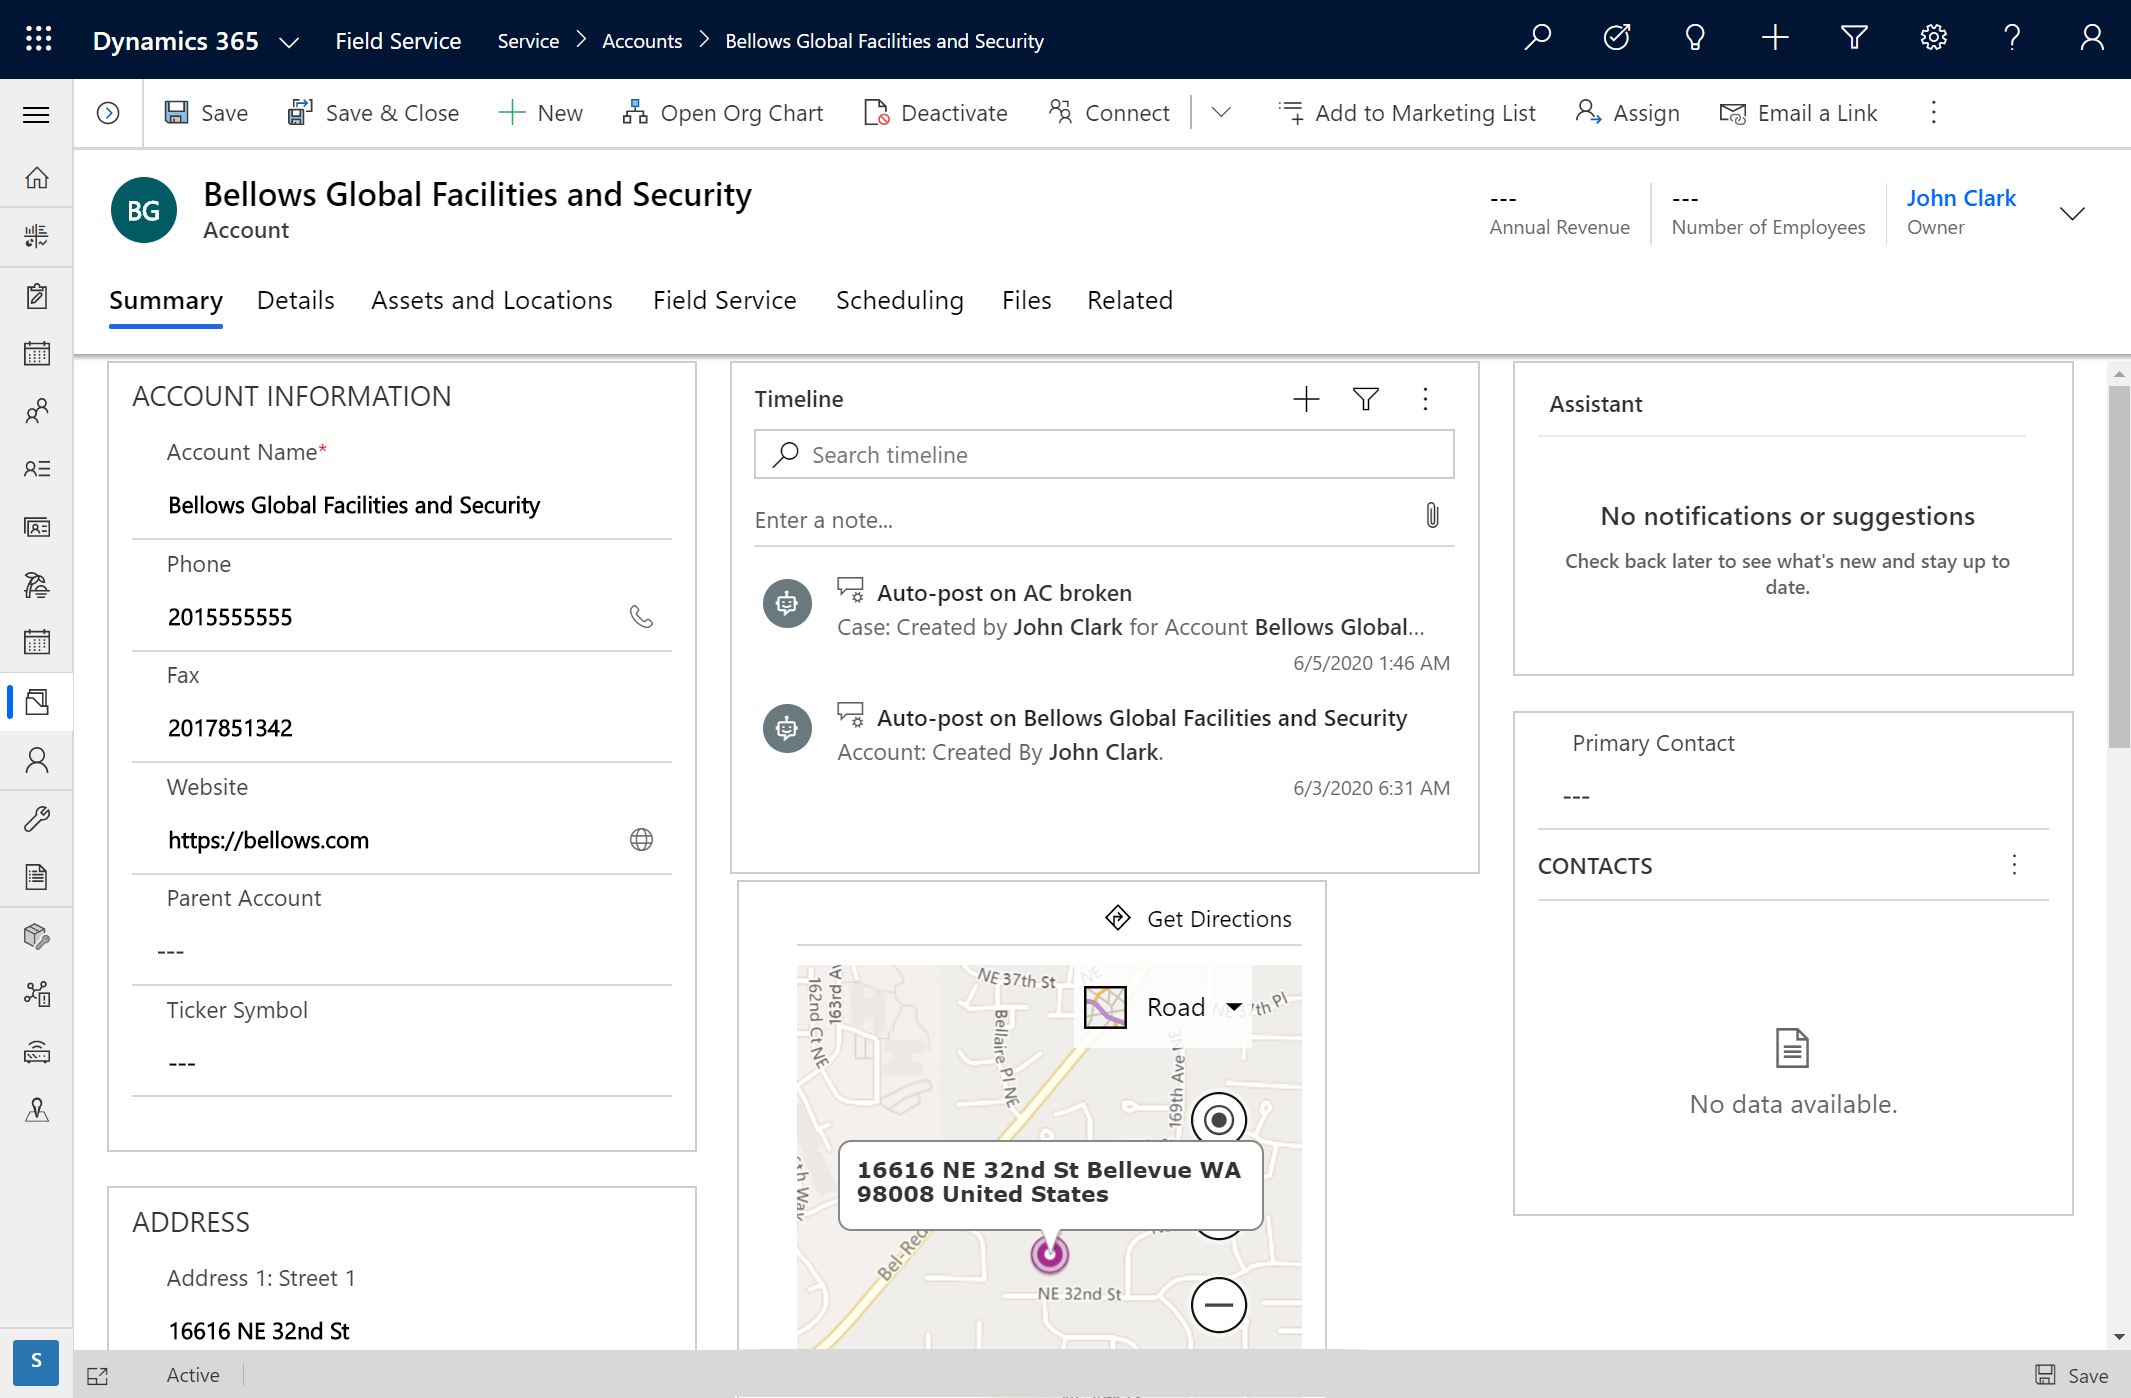 Dynamics 365
Field Service
Service
Accounts
Bellows Global Facilities and Security
Save
Save & Close
New
Open Org Chart
Deactivate
Connect
Add to Marketing List
Assign
Email a Link
BG
Bellows Global Facilities and Security
Account
---
Annual Revenue
---
Number of Employees
John Clark
Owner
Summary
Details
Assets and Locations
Field Service
Scheduling
Files
Related
ACCOUNT INFORMATION
Account Name*
Bellows Global Facilities and Security
Phone
2015555555
Fax
2017851342
Website
https://bellows.com
Parent Account
---
Ticker Symbol
---
ADDRESS
Address 1: Street 1
16616 NE 32nd St
Timeline
Search timeline
Enter a note...
Auto-post on AC broken
Case: Created by John Clark for Account Bellows Global...
6/5/2020 1:46 AM
Auto-post on Bellows Global Facilities and Security
Account: Created By John Clark.
6/3/2020 6:31 AM
Get Directions
Road
NE 37th St
162nd Ct NE
163rd Av
Bellaire Pl NE
169th Ave NE
16616 NE 32nd St Bellevue WA
98008 United States
Bel-Red
NE 32nd St
Assistant
No notifications or suggestions
Check back later to see what's new and stay up to
date.
Primary Contact
---
CONTACTS
No data available.
S
Active
Save